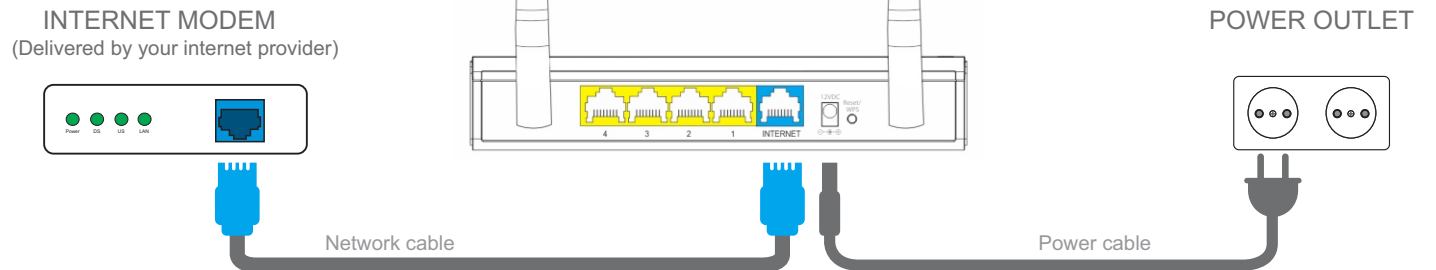 INTERNET MODEM
(Delivered by your internet provider)
POWER OUTLET
Power DS US LAN
12VDC
Reset/
WPS
4 3 2 1 INTERNET
Network cable
Power cable